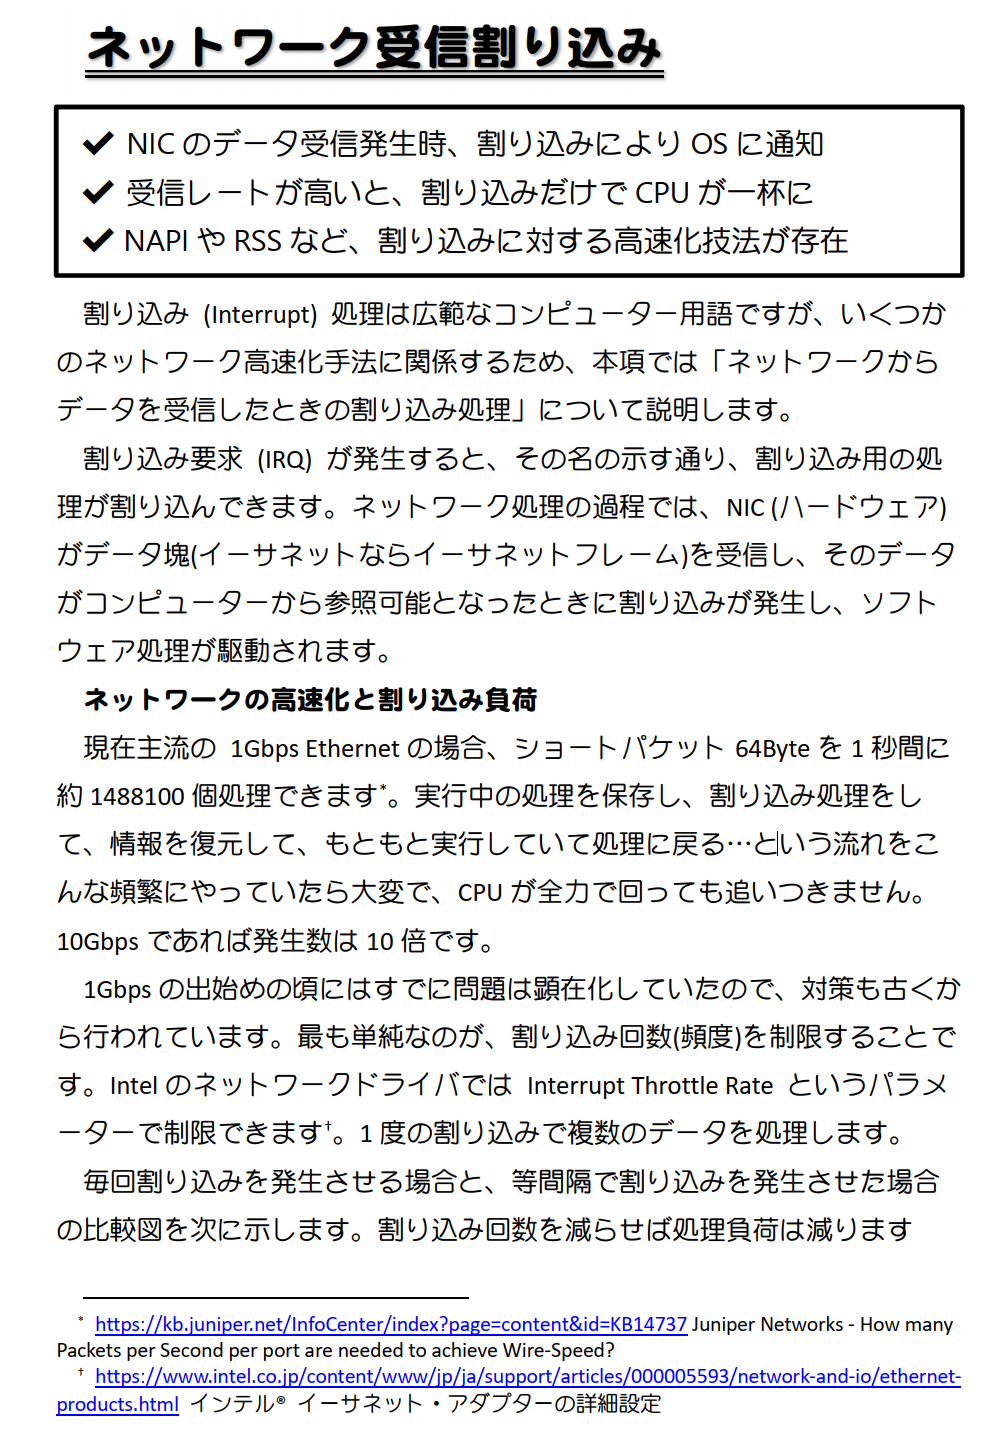 ネットワーク受信割り込み
✔ NIC のデータ受信発生時、割り込みにより OS に通知
✔ 受信レートが高いと、割り込みだけで CPU が一杯に
✔ NAPI や RSS など、割り込みに対する高速化技法が存在
割り込み (Interrupt) 処理は広範なコンピューター用語ですが、いくつか
のネットワーク高速化手法に関係するため、本項では「ネットワークから
データを受信したときの割り込み処理」について説明します。
割り込み要求 (IRQ) が発生すると、その名の示す通り、割り込み用の処
理が割り込んできます。ネットワーク処理の過程では、NIC (ハードウェア)
がデータ塊(イーサネットならイーサネットフレーム)を受信し、そのデータ
がコンピューターから参照可能となったときに割り込みが発生し、ソフト
ウェア処理が駆動されます。
ネットワークの高速化と割り込み負荷
現在主流の 1Gbps Ethernet の場合、ショートパケット 64Byte を 1 秒間に
約 1488100 個処理できます*。実行中の処理を保存し、割り込み処理をし
て、情報を復元して、もともと実行していて処理に戻る…という流れをこ
んな頻繁にやっていたら大変で、CPU が全力で回っても追いつきません。
10Gbps であれば発生数は 10 倍です。
1Gbps の出始めの頃にはすでに問題は顕在化していたので、対策も古くか
ら行われています。最も単純なのが、割り込み回数(頻度)を制限することで
す。Intel のネットワークドライバでは Interrupt Throttle Rate というパラメ
ーターで制限できます†。1 度の割り込みで複数のデータを処理します。
毎回割り込みを発生させる場合と、等間隔で割り込みを発生させた場合
の比較図を次に示します。割り込み回数を減らせば処理負荷は減ります
* https://kb.juniper.net/InfoCenter/index?page=content&id=KB14737 Juniper Networks - How many
Packets per Second per port are needed to achieve Wire-Speed?
† https://www.intel.co.jp/content/www/jp/ja/support/articles/000005593/network-and-io/ethernet-
products.html インテル® イーサネット・アダプターの詳細設定